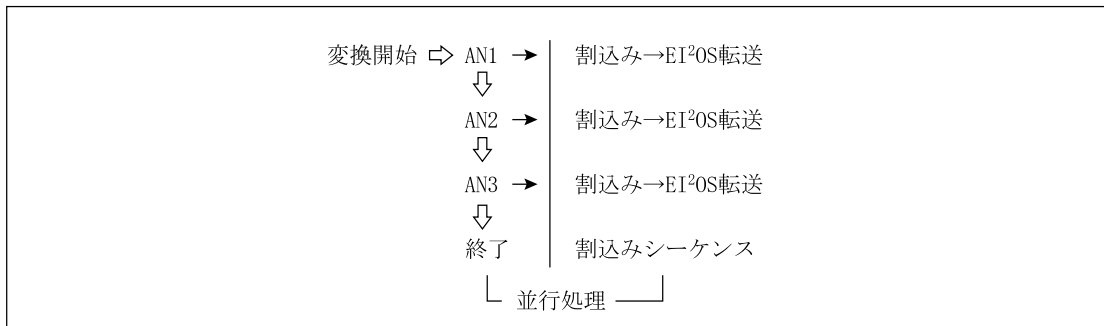 変換開始 ⇨ AN1 → 割込み→EI²OS転送
⇩
AN2 → 割込み→EI²OS転送
⇩
AN3 → 割込み→EI²OS転送
⇩
終了 割込みシーケンス
並行処理